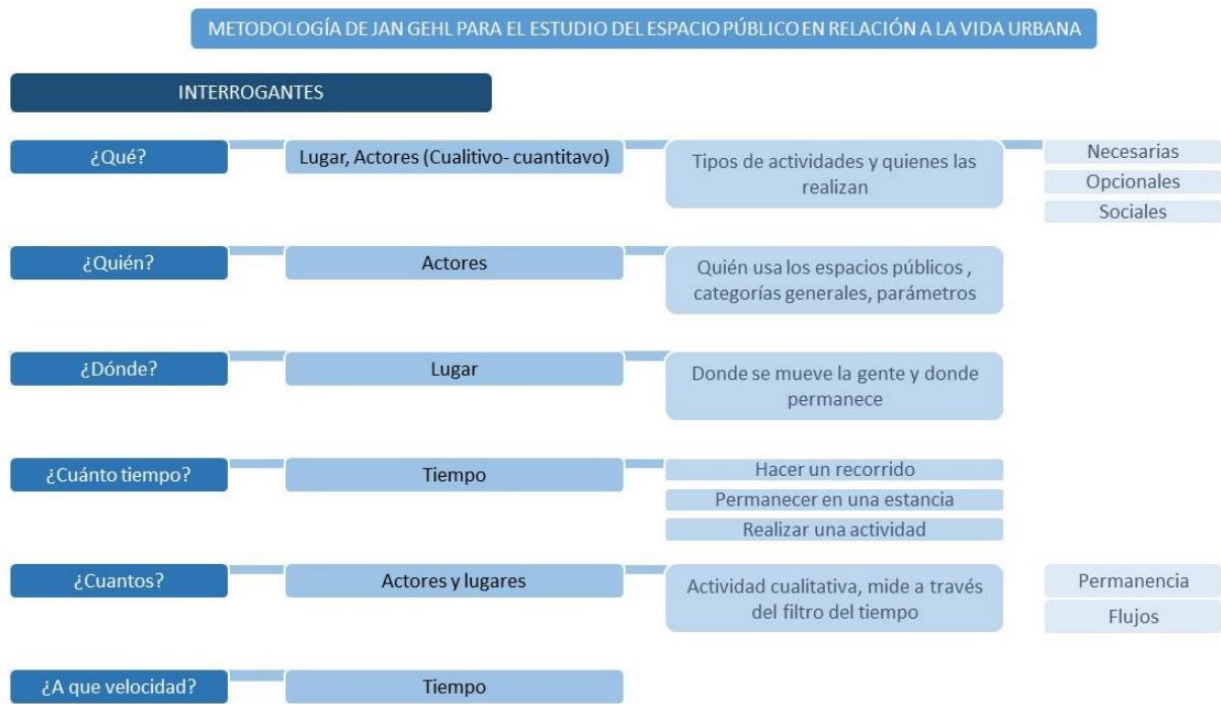 METODOLOGÍA DE JAN GEHL PARA EL ESTUDIO DEL ESPACIO PÚBLICO EN RELACIÓN A LA VIDA URBANA
INTERROGANTES
¿Qué?
Lugar, Actores (Cualitivo- cuantitavo)
Tipos de actividades y quienes las
realizan
Necesarias
Opcionales
Sociales
¿Quién?
Actores
Quién usa los espacios públicos ,
categorías generales, parámetros
¿Dónde?
Lugar
Donde se mueve la gente y donde
permanece
¿Cuánto tiempo?
Tiempo
Hacer un recorrido
Permanecer en una estancia
Realizar una actividad
¿Cuantos?
Actores y lugares
Actividad cualitativa, mide a través
del filtro del tiempo
Permanencia
Flujos
¿A que velocidad?
Tiempo